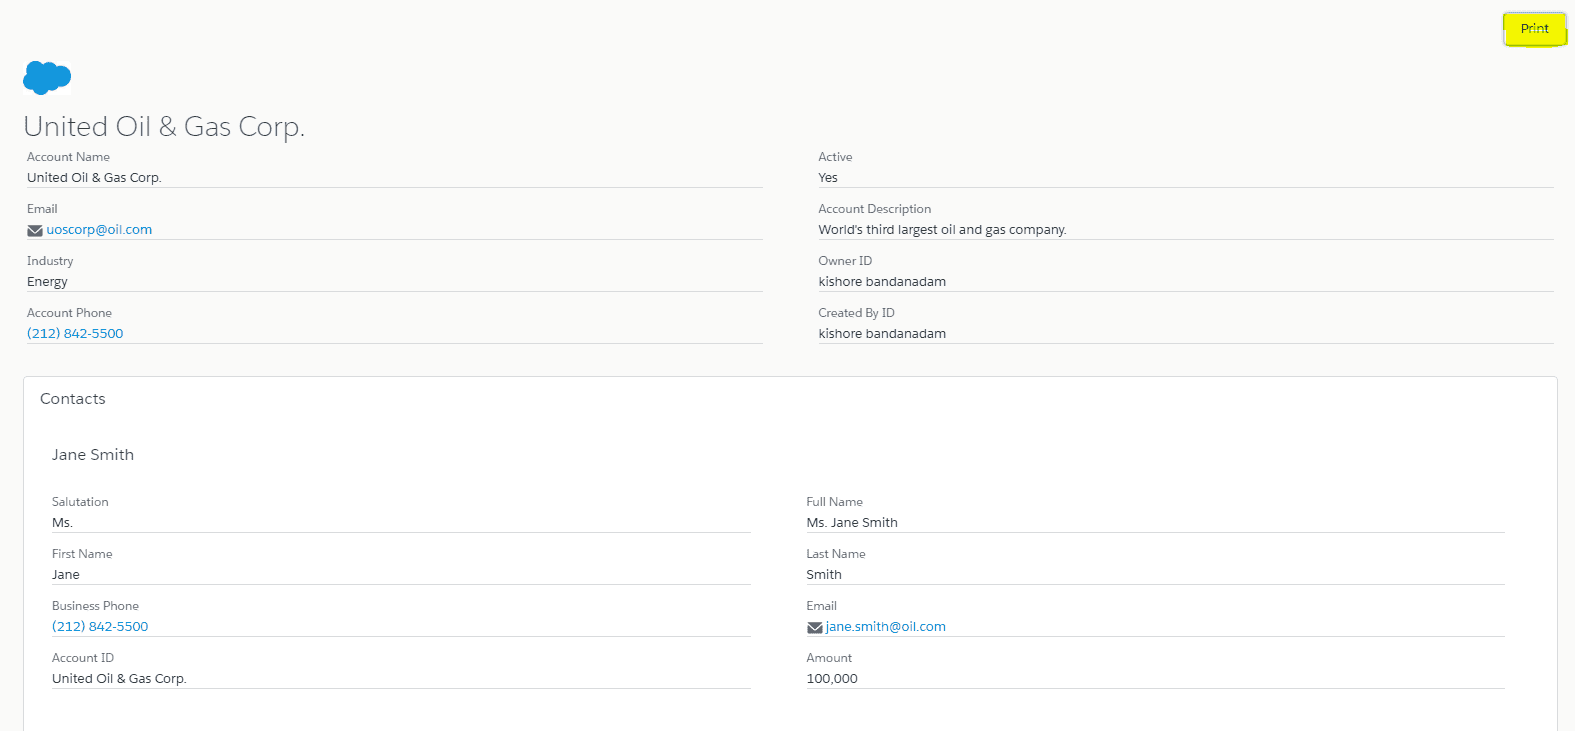 Print
United Oil & Gas Corp.
Account Name
United Oil & Gas Corp.
Active
Yes
Email
uoscorp@oil.com
Account Description
World's third largest oil and gas company.
Industry
Energy
Owner ID
kishore bandanadam
Account Phone
(212) 842-5500
Created By ID
kishore bandanadam
Contacts
Jane Smith
Salutation
Ms.
Full Name
Ms. Jane Smith
First Name
Jane
Last Name
Smith
Business Phone
(212) 842-5500
Email
jane.smith@oil.com
Account ID
United Oil & Gas Corp.
Amount
100,000